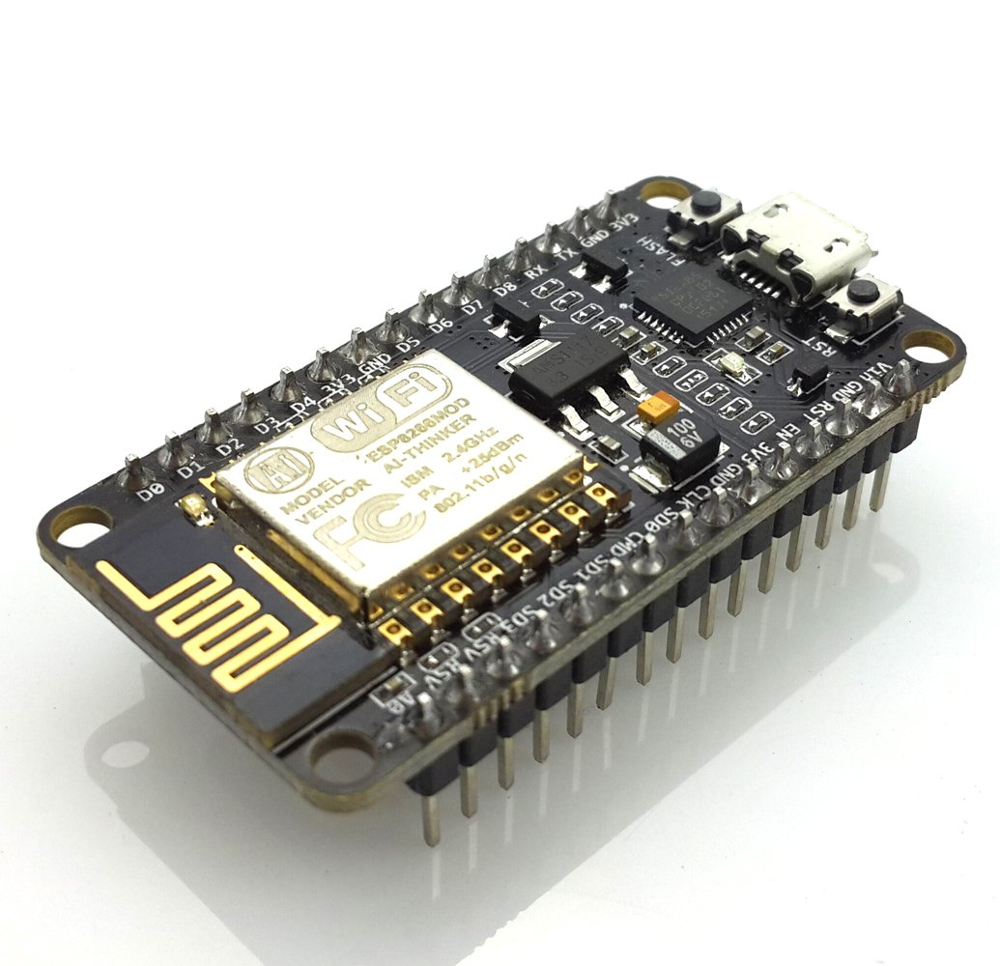 3V3
GND
TX
RX
D8
D7
D6
D5
GND
3V3
D4
D3
D2
D1
D0
FLASH
RST
AMS1117
100
6V
WiFi
AI
MODEL
ESP8266MOD
VENDOR
AI-THINKER
ISM 2.4GHz
PA +25dBm
802.11b/g/n
FC
Vin
GND
RST
EN
3V3
GND
CLK
SD0
CMD
SD1
SD2
SD3
RSV
RSV
A0